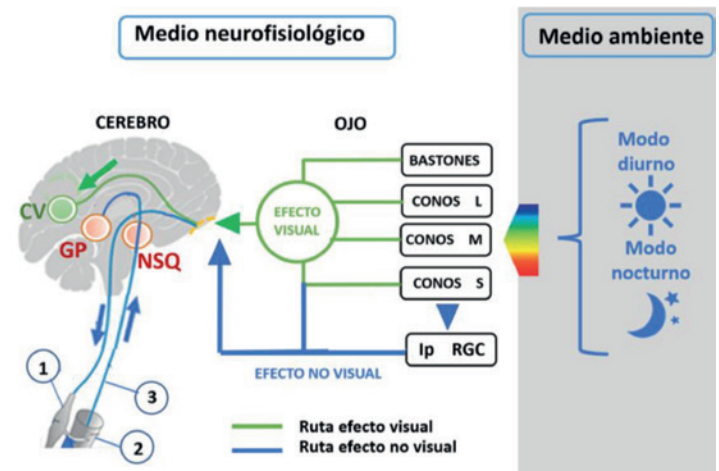 Medio neurofisiológico
Medio ambiente
CEREBRO
OJO
BASTONES
CONOS L
CONOS M
CONOS S
Ip RGC
EFECTO
VISUAL
CV
GP
NSQ
EFECTO NO VISUAL
Modo
diurno
Modo
nocturno
1
3
2
Ruta efecto visual
Ruta efecto no visual